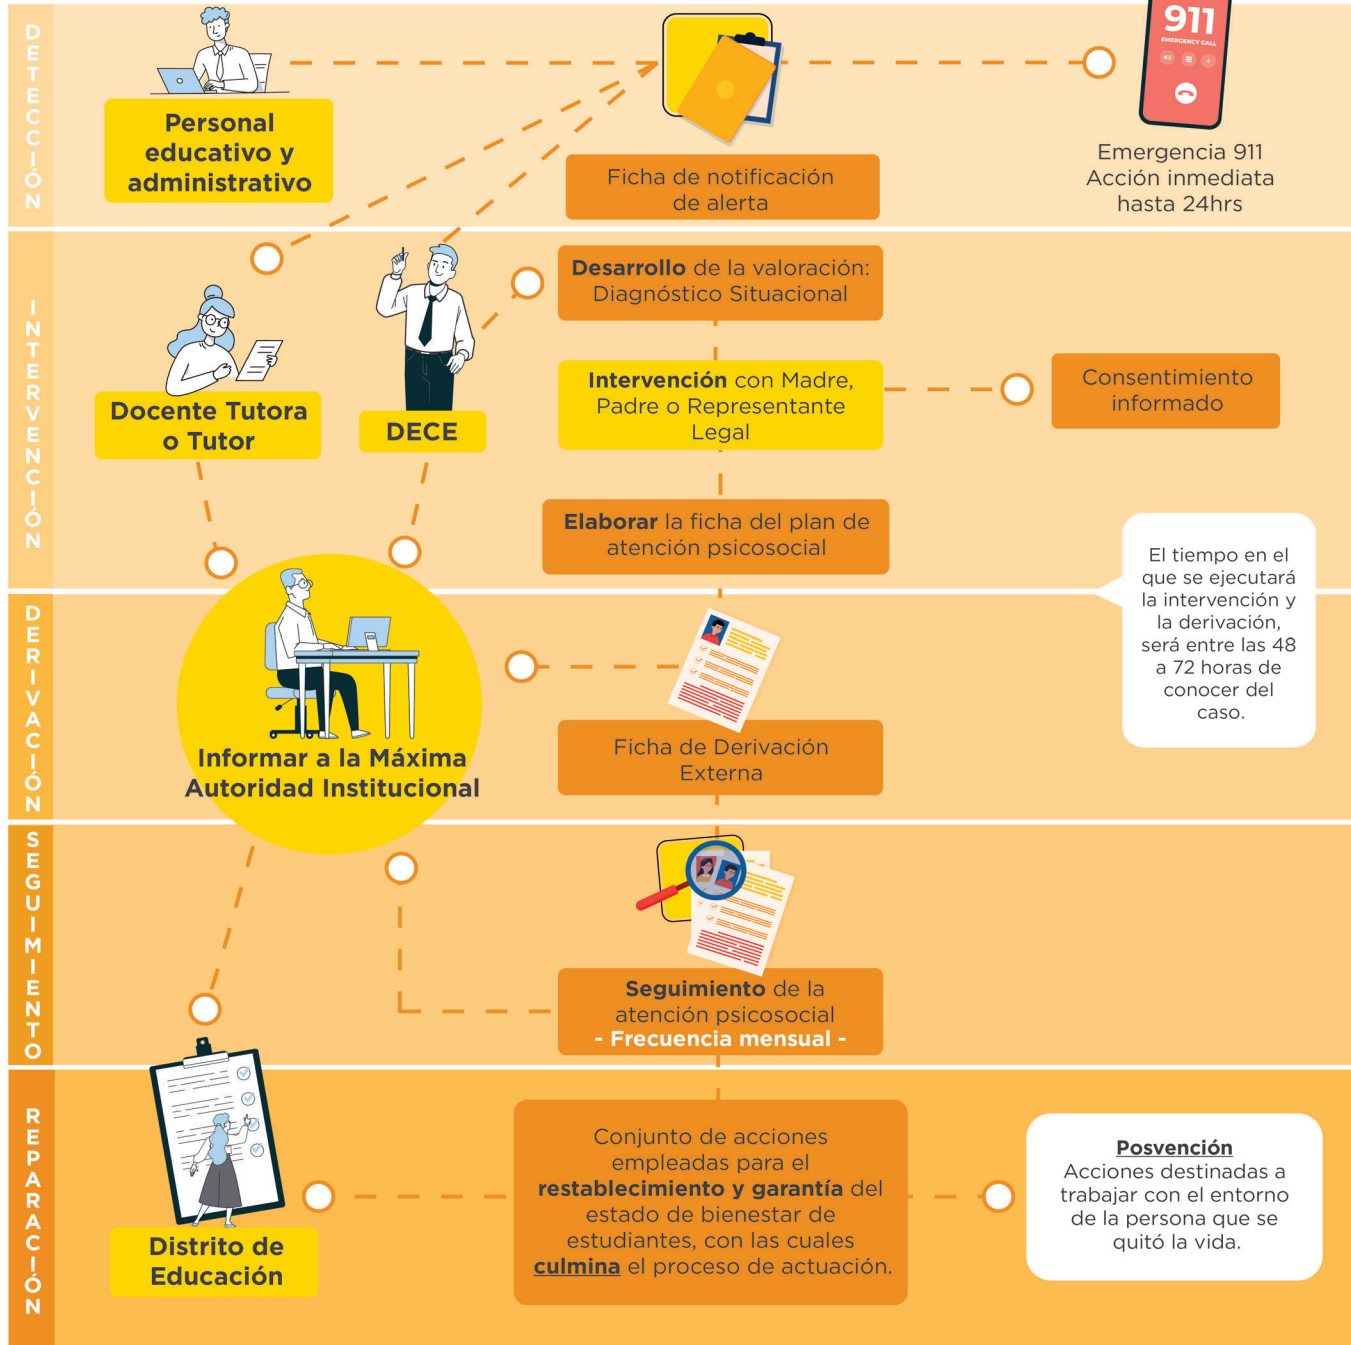 DETECCIÓN
Personal
educativo y
administrativo
Ficha de notificación
de alerta
911
EMERGENCY CALL
Emergencia 911
Acción inmediata
hasta 24hrs
INTERVENCIÓN
Docente Tutora
o Tutor
DECE
Desarrollo de la valoración:
Diagnóstico Situacional
Intervención con Madre,
Padre o Representante
Legal
Consentimiento
informado
Elaborar la ficha del plan de
atención psicosocial
El tiempo en el
que se ejecutará
la intervención y
la derivación,
será entre las 48
a 72 horas de
conocer del
caso.
DERIVACIÓN
Informar a la Máxima
Autoridad Institucional
Ficha de Derivación
Externa
SEGUIMIENTO
Seguimiento de la
atención psicosocial
- Frecuencia mensual -
REPARACIÓN
Distrito de
Educación
Conjunto de acciones
empleadas para el
restablecimiento y garantía del
estado de bienestar de
estudiantes, con las cuales
culmina el proceso de actuación.
Posvención
Acciones destinadas a
trabajar con el entorno
de la persona que se
quitó la vida.